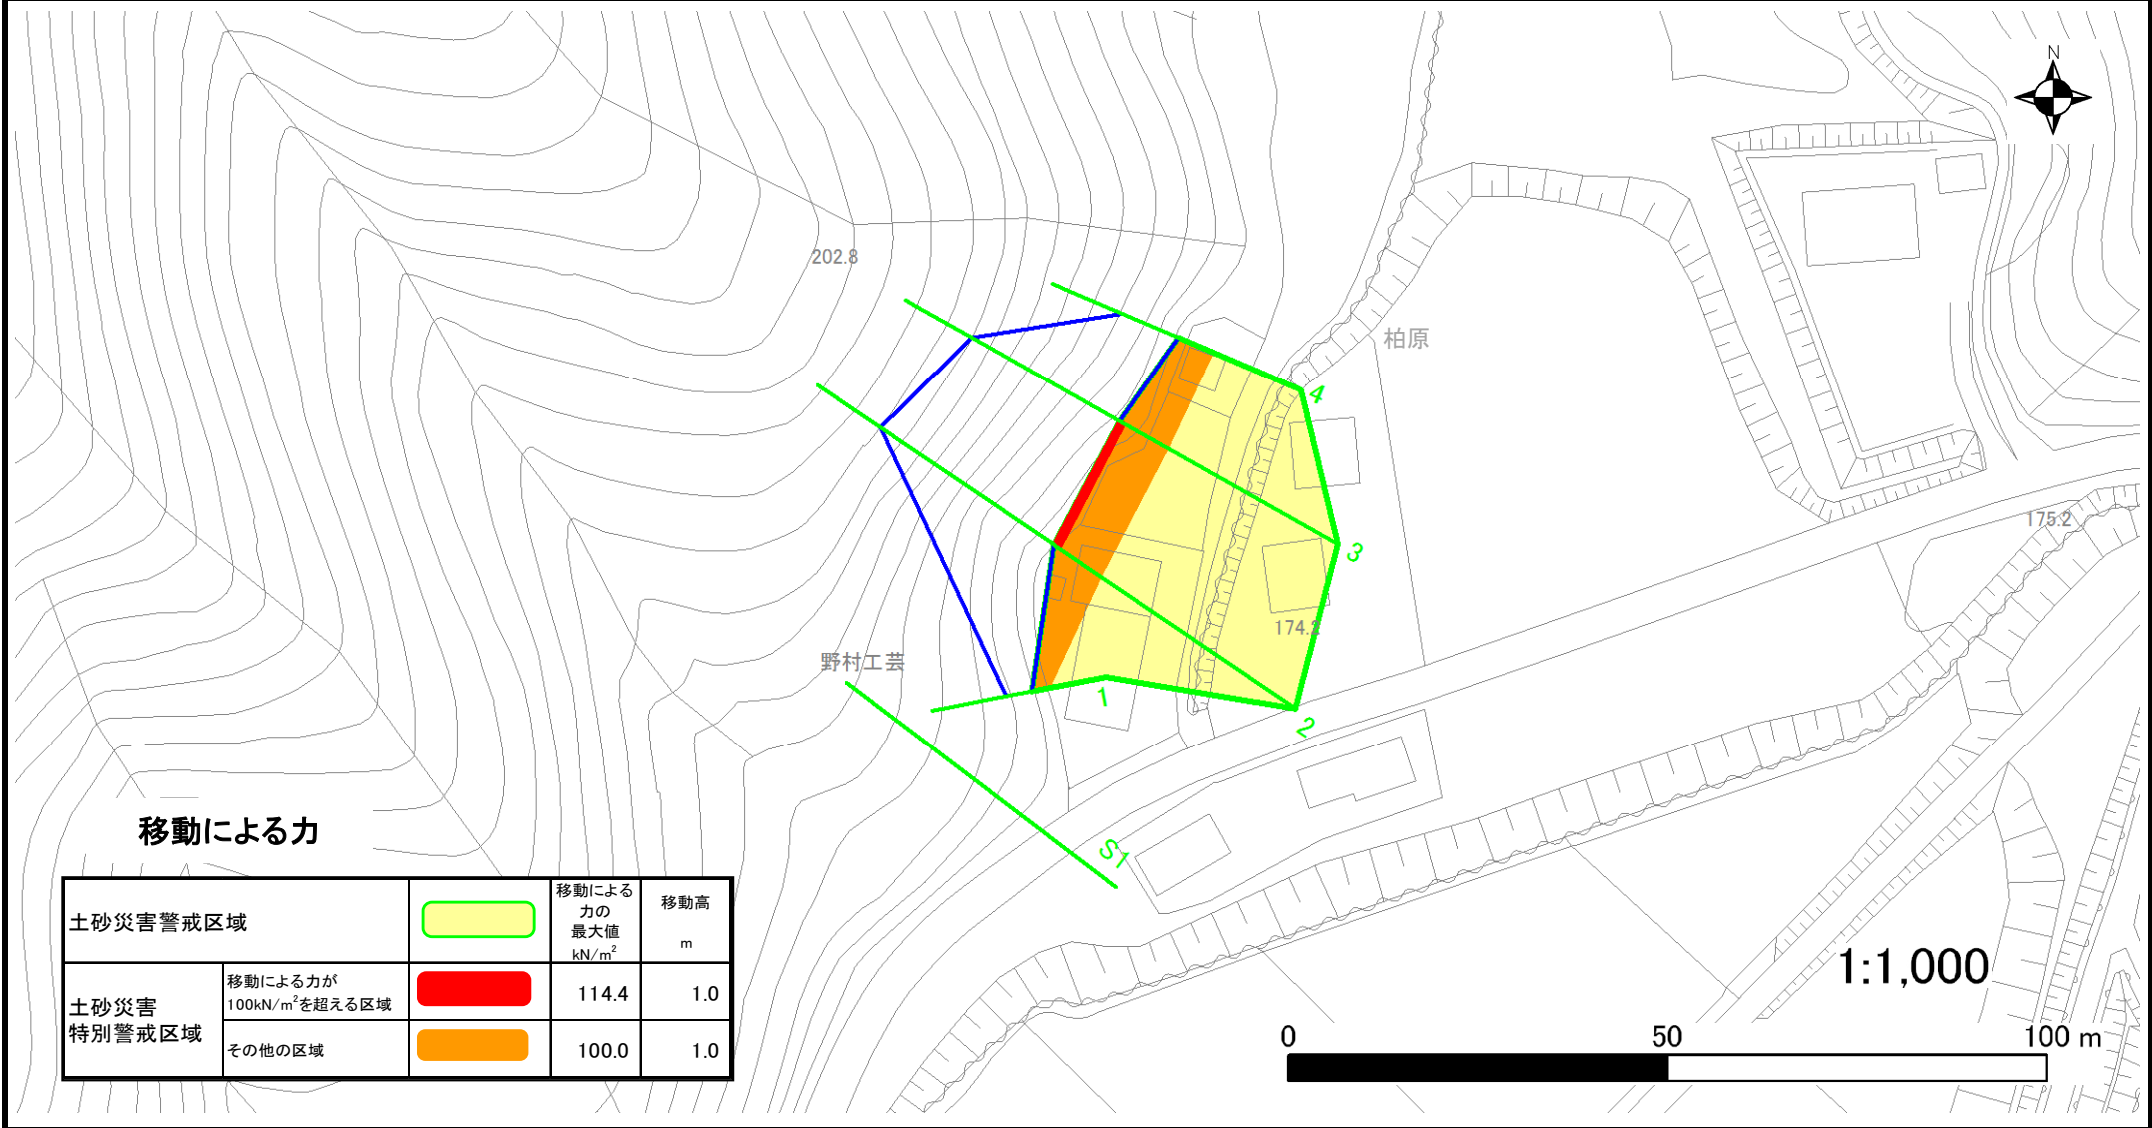 N
202.8
柏原
4
3
175.2
174.2
野村工芸
1
2
S1
移動による力
土砂災害警戒区域
移動による
力の
最大値
kN/m²
移動高
m
土砂災害
特別警戒区域
移動による力が
100kN/m²を超える区域
114.4
1.0
その他の区域
100.0
1.0
1:1,000
0 50 100 m